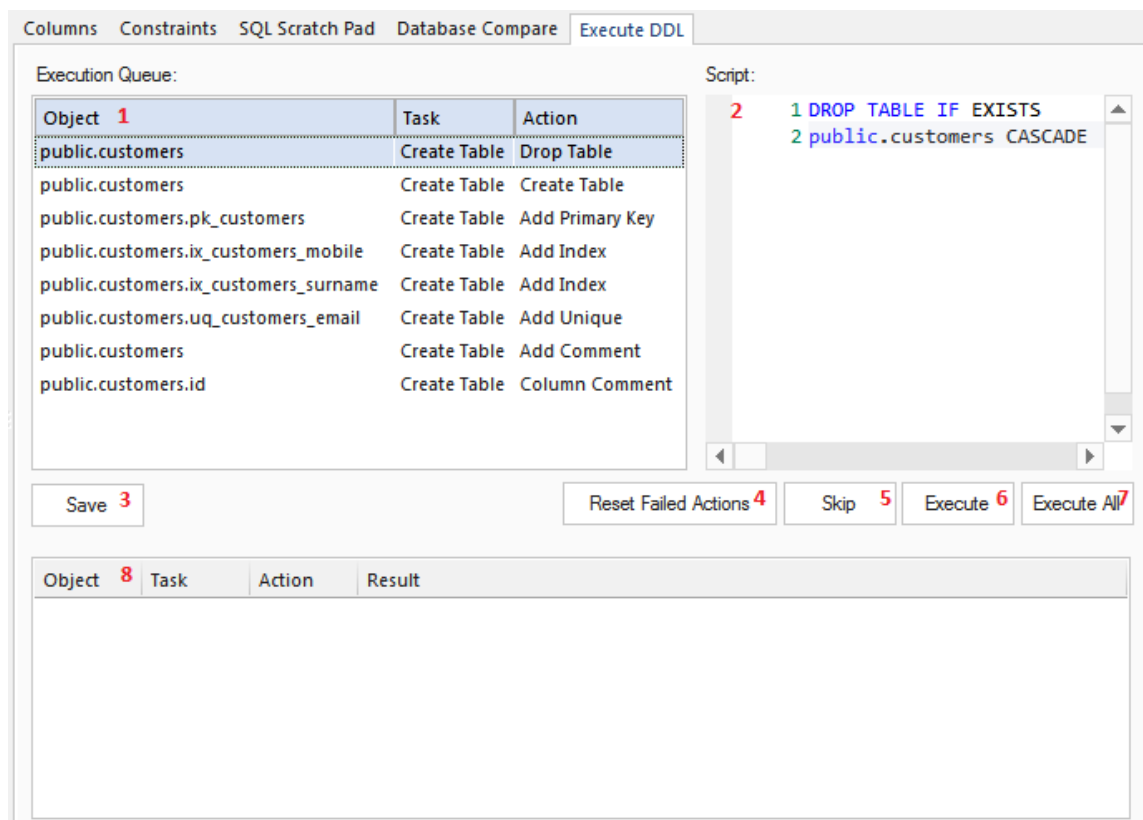 Columns Constraints SQL Scratch Pad Database Compare Execute DDL
Execution Queue: Script:
Object 1 Task Action
public.customers Create Table Drop Table
public.customers Create Table Create Table
public.customers.pk_customers Create Table Add Primary Key
public.customers.ix_customers_mobile Create Table Add Index
public.customers.ix_customers_surname Create Table Add Index
public.customers.uq_customers_email Create Table Add Unique
public.customers Create Table Add Comment
public.customers.id Create Table Column Comment
2 1 DROP TABLE IF EXISTS
2 public.customers CASCADE
Save 3 Reset Failed Actions 4 Skip 5 Execute 6 Execute All 7
Object 8 Task Action Result